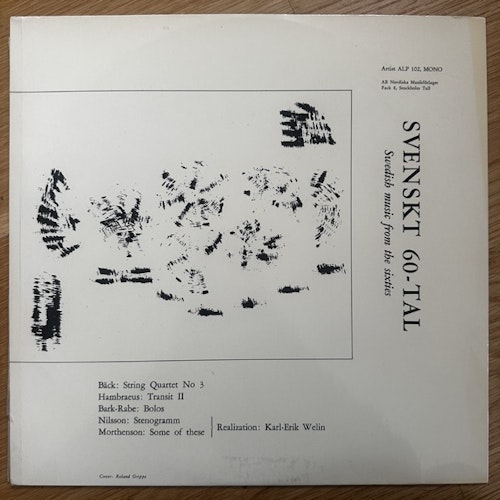 Artist ALP 102, MONO
AB Nordiska Musikförlaget
Fack 8, Stockholm Tull
SVENSKT 60-TAL
Swedish music from the sixties
Bäck: String Quartet No 3
Hambraeus: Transit II
Bark-Rabe: Bolos
Nilsson: Stenogramm
Morthenson: Some of these
Realization: Karl-Erik Welin
Cover: Roland Grippe